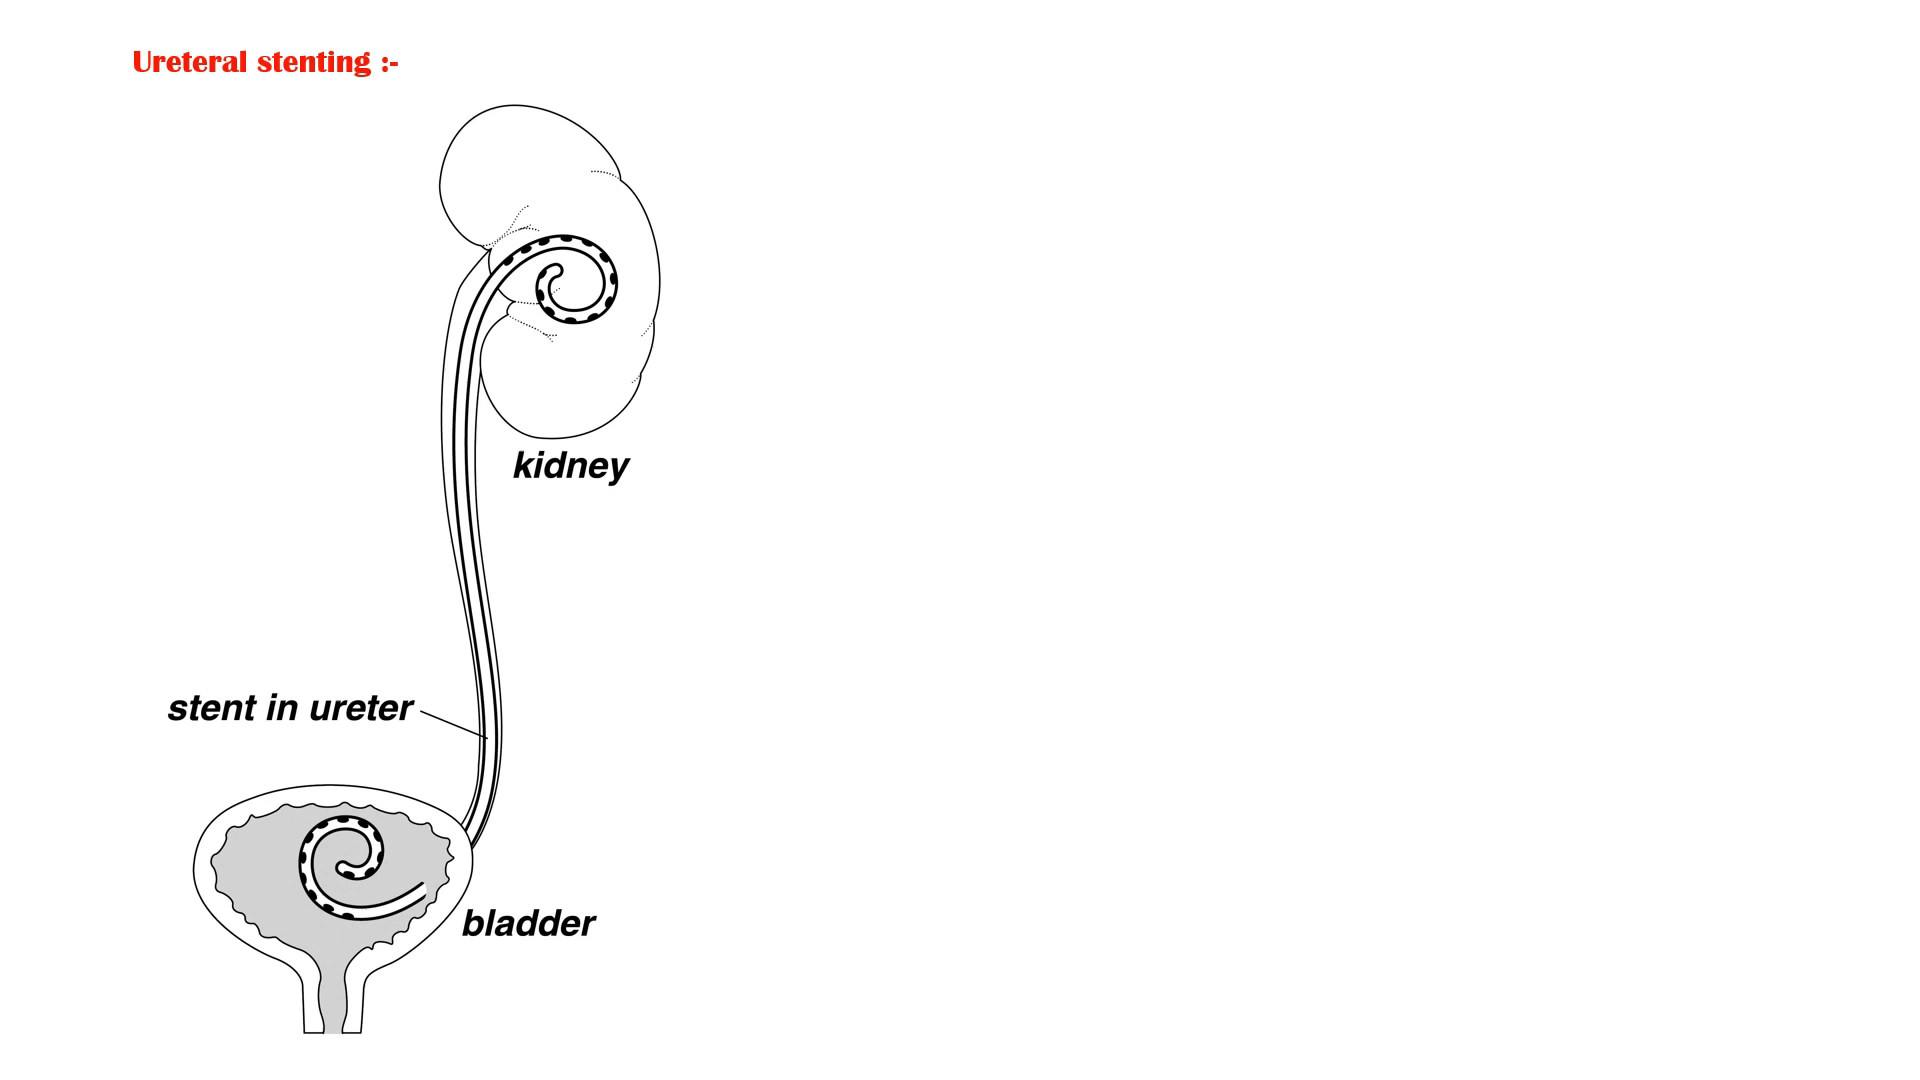 Ureteral stenting :-
kidney
stent in ureter
bladder